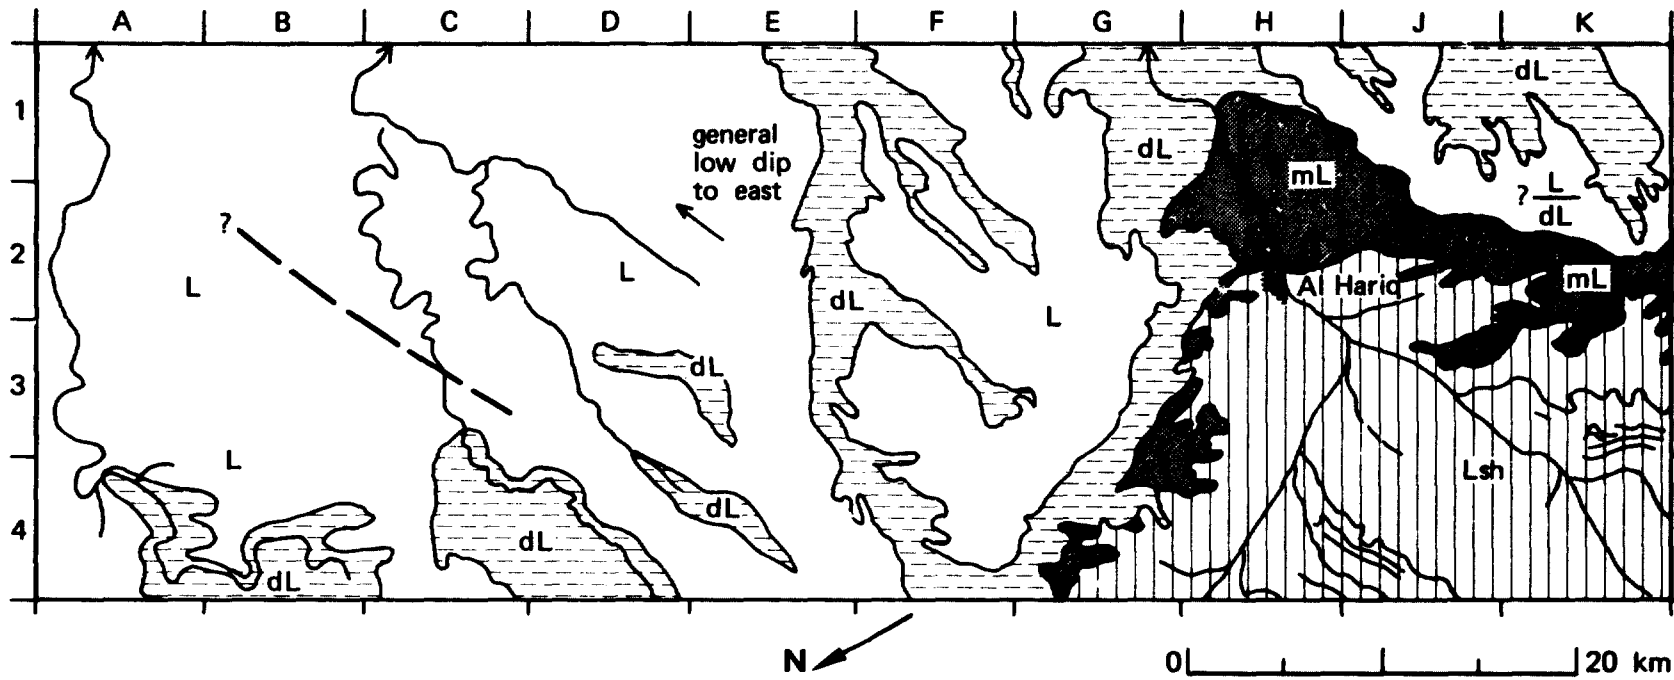 A B C D E F G H J K
1
dL
general
low dip
to east
dL
mL
? L
dL
?
2
L
L
dL
L
Al Hariq
mL
3
dL
L
Lsh
dL
4
dL
dL
N
0 20 km